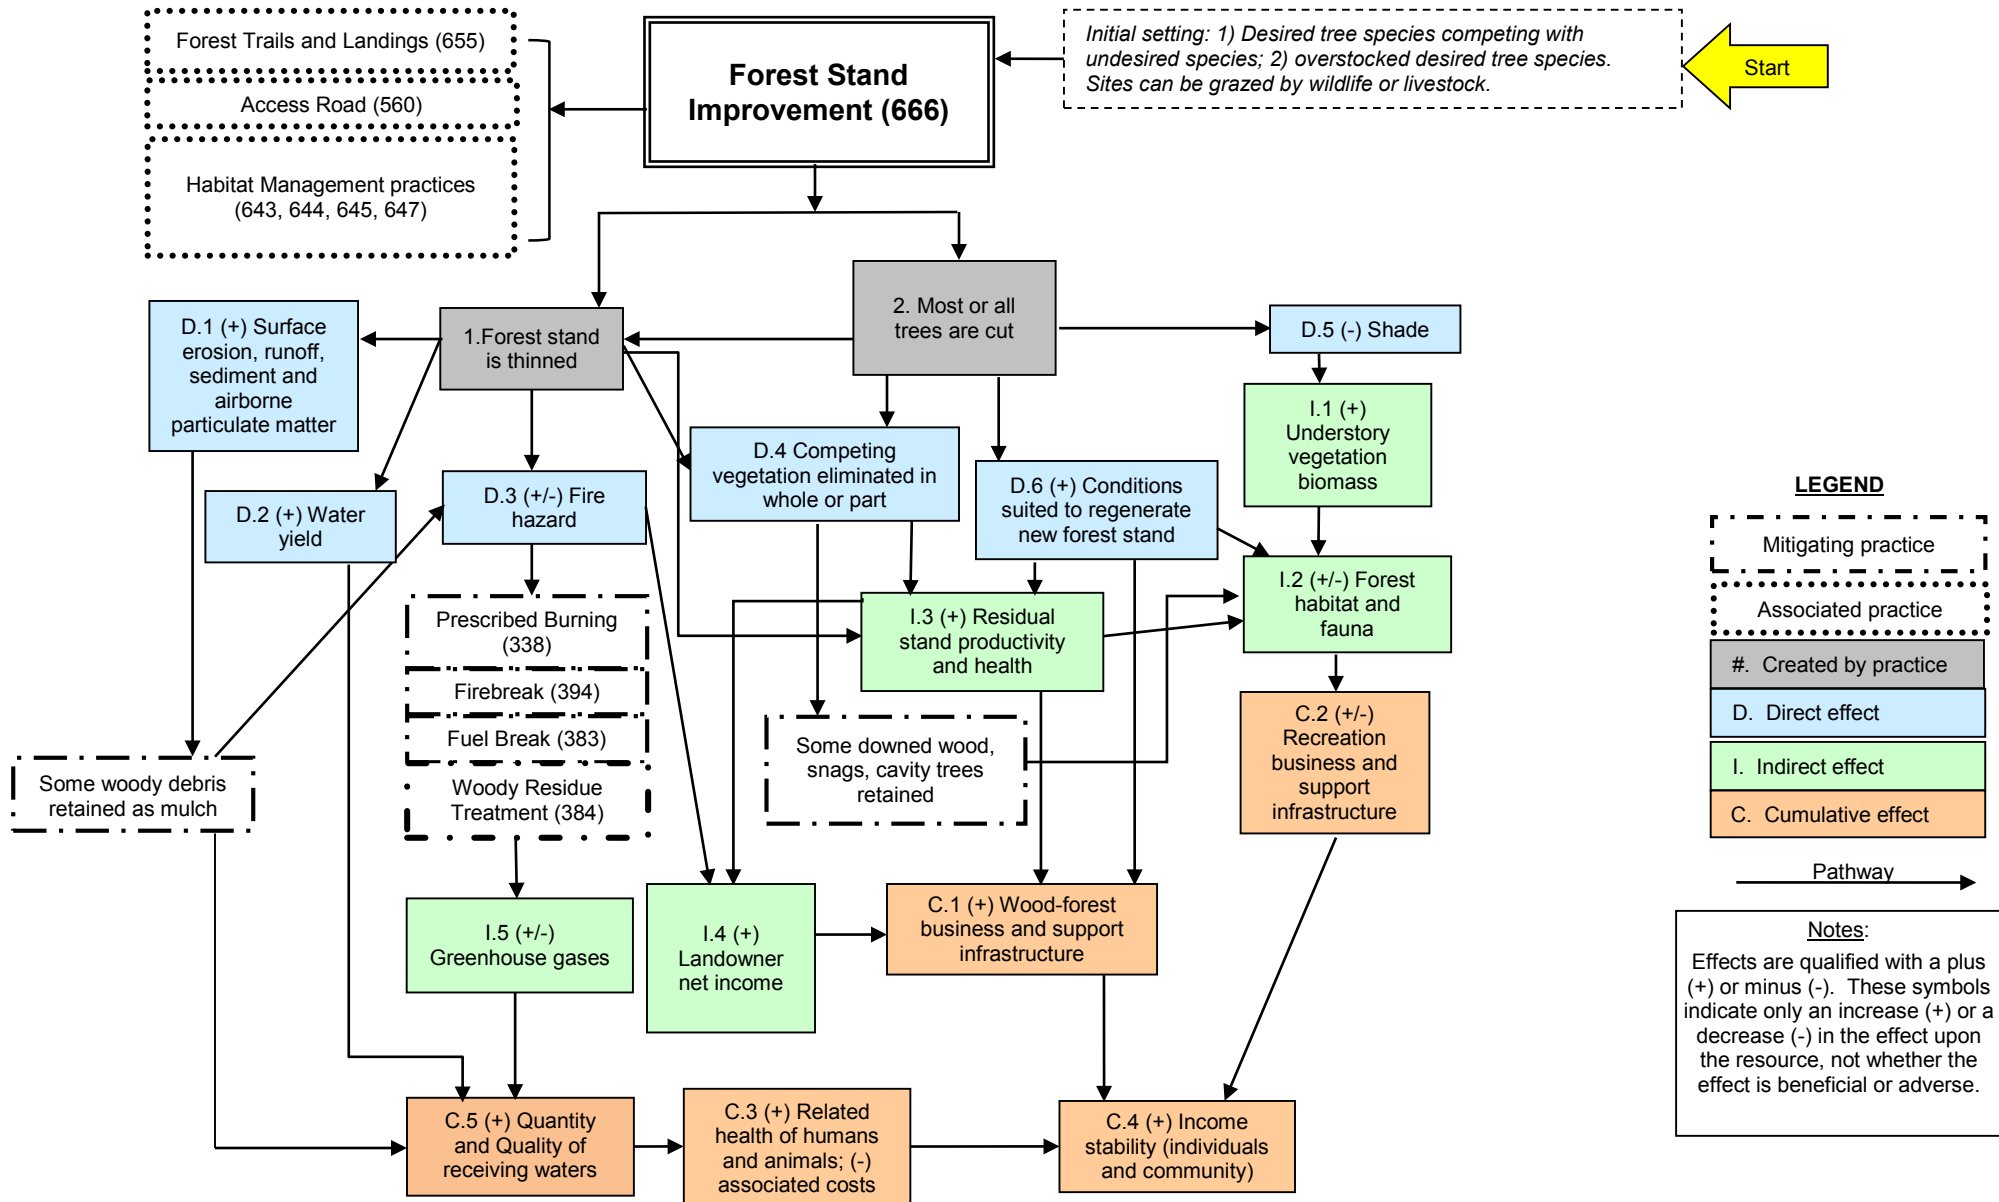 Forest Trails and Landings (655)
Access Road (560)
Habitat Management practices
(643, 644, 645, 647)
Forest Stand
Improvement (666)
Initial setting: 1) Desired tree species competing with
undesired species; 2) overstocked desired tree species.
Sites can be grazed by wildlife or livestock.
Start
D.1 (+) Surface
erosion, runoff,
sediment and
airborne
particulate matter
1.Forest stand
is thinned
2. Most or all
trees are cut
D.5 (-) Shade
I.1 (+)
Understory
vegetation
biomass
D.2 (+) Water
yield
D.3 (+/-) Fire
hazard
D.4 Competing
vegetation eliminated in
whole or part
D.6 (+) Conditions
suited to regenerate
new forest stand
I.2 (+/-) Forest
habitat and
fauna
Prescribed Burning
(338)
Firebreak (394)
Fuel Break (383)
Woody Residue
Treatment (384)
I.3 (+) Residual
stand productivity
and health
Some woody debris
retained as mulch
Some downed wood,
snags, cavity trees
retained
C.2 (+/-)
Recreation
business and
support
infrastructure
I.5 (+/-)
Greenhouse gases
I.4 (+)
Landowner
net income
C.1 (+) Wood-forest
business and support
infrastructure
C.5 (+) Quantity
and Quality of
receiving waters
C.3 (+) Related
health of humans
and animals; (-)
associated costs
C.4 (+) Income
stability (individuals
and community)
LEGEND
Mitigating practice
Associated practice
#. Created by practice
D. Direct effect
I. Indirect effect
C. Cumulative effect
Pathway
Notes:
Effects are qualified with a plus
(+) or minus (-). These symbols
indicate only an increase (+) or a
decrease (-) in the effect upon
the resource, not whether the
effect is beneficial or adverse.